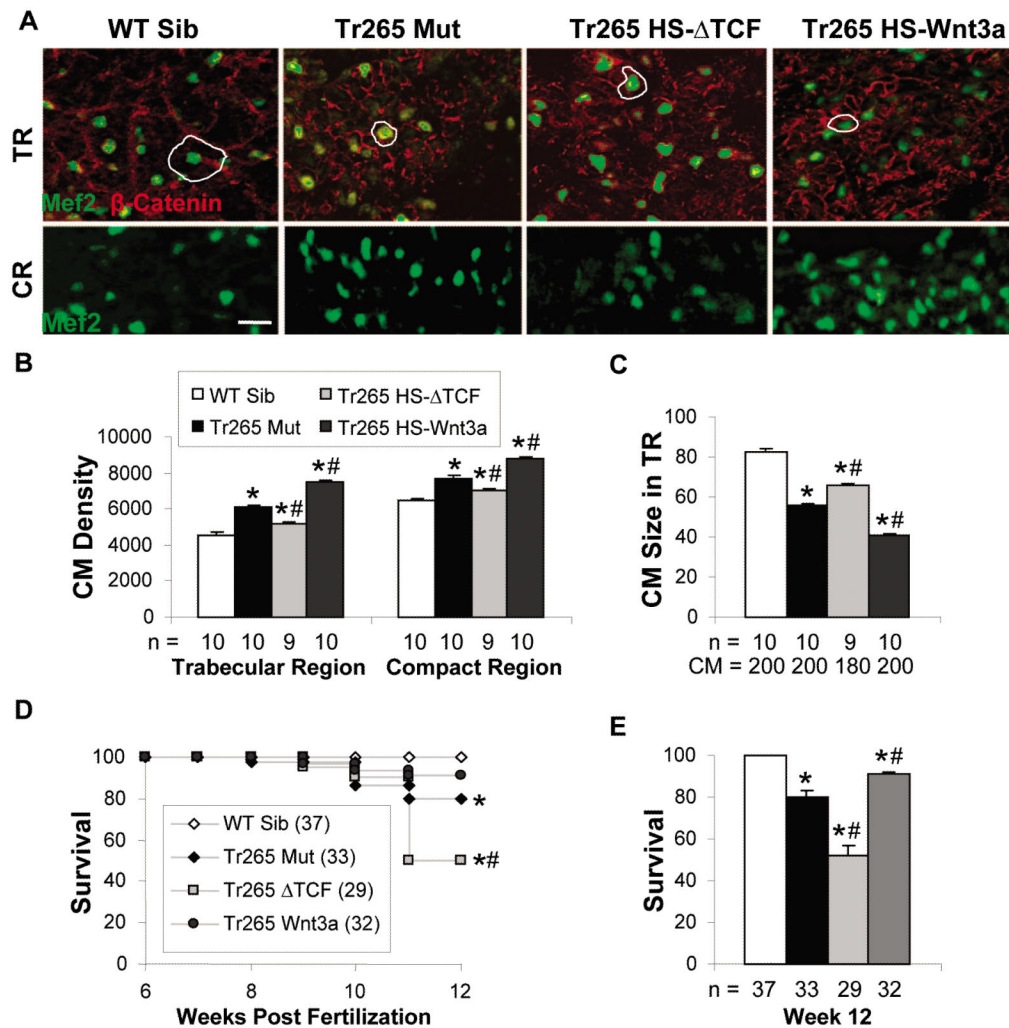 A
WT Sib
Tr265 Mut
Tr265 HS-ΔTCF
Tr265 HS-Wnt3a
TR
Mef2 β-Catenin
CR
Mef2
B
WT Sib
Tr265 HS-ΔTCF
Tr265 Mut
Tr265 HS-Wnt3a
CM Density
10000
8000
6000
4000
2000
0
* *# *# * *# *#
n = 10 10 9 10 10 10 9 10
Trabecular Region Compact Region
C
CM Size in TR
100
80
60
40
20
0
* *# *#
n = 10 10 9 10
CM = 200 200 180 200
D
Survival
100
80
60
40
20
0
WT Sib (37)
Tr265 Mut (33)
Tr265 ΔTCF (29)
Tr265 Wnt3a (32)
*
*#
6 8 10 12
Weeks Post Fertilization
E
Survival
100
80
60
40
20
0
* *# *#
n = 37 33 29 32
Week 12